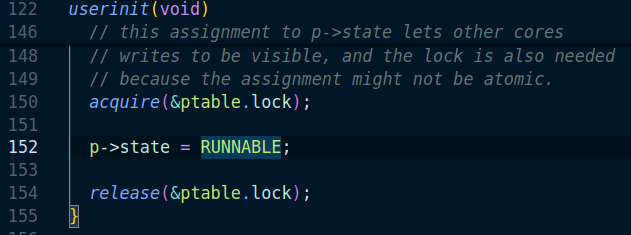 122 userinit(void)
146 // this assignment to p->state lets other cores
148 // writes to be visible, and the lock is also needed
149 // because the assignment might not be atomic.
150 acquire(&ptable.lock);
151
152 p->state = RUNNABLE;
153
154 release(&ptable.lock);
155 }